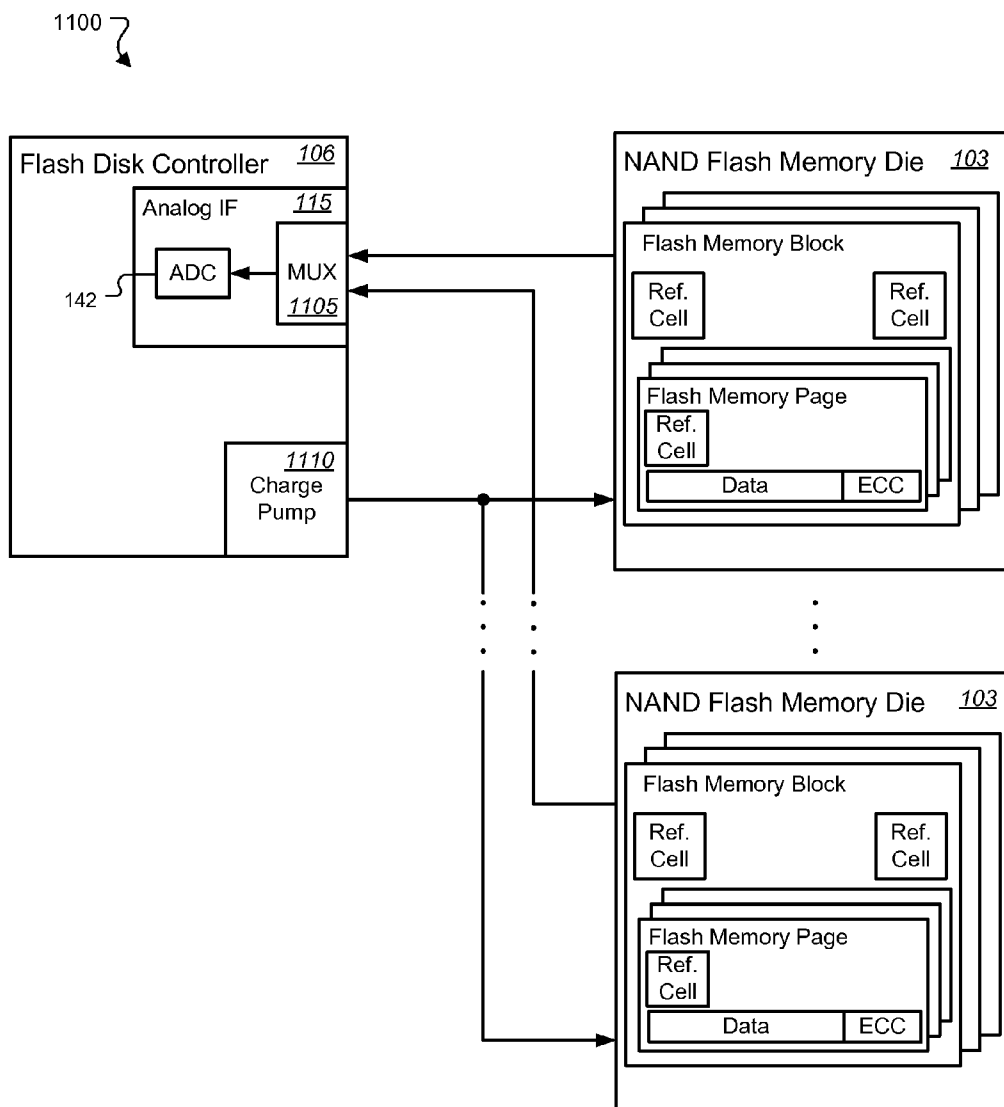 1100
Flash Disk Controller
106
Analog IF
115
ADC
MUX
1105
142
1110
Charge
Pump
NAND Flash Memory Die
103
Flash Memory Block
Ref.
Cell
Ref.
Cell
Flash Memory Page
Ref.
Cell
Data
ECC
NAND Flash Memory Die
103
Flash Memory Block
Ref.
Cell
Ref.
Cell
Flash Memory Page
Ref.
Cell
Data
ECC